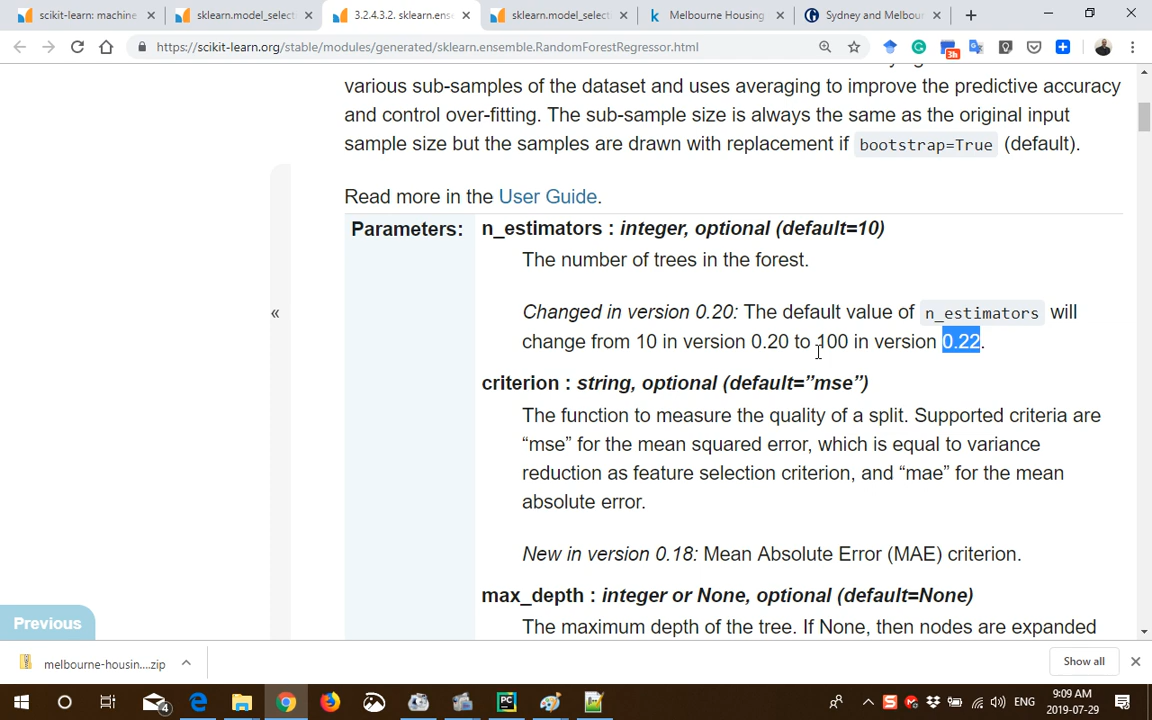 scikit-learn: machine
sklearn.model_select
3.2.4.3.2. sklearn.ens
sklearn.model_select
Melbourne Housing
Sydney and Melbou
https://scikit-learn.org/stable/modules/generated/sklearn.ensemble.RandomForestRegressor.html
3h
various sub-samples of the dataset and uses averaging to improve the predictive accuracy
and control over-fitting. The sub-sample size is always the same as the original input
sample size but the samples are drawn with replacement if bootstrap=True (default).
Read more in the User Guide.
Parameters: n_estimators : integer, optional (default=10)
The number of trees in the forest.
Changed in version 0.20: The default value of n_estimators will
change from 10 in version 0.20 to 100 in version 0.22.
«
criterion : string, optional (default=”mse”)
The function to measure the quality of a split. Supported criteria are
“mse” for the mean squared error, which is equal to variance
reduction as feature selection criterion, and “mae” for the mean
absolute error.
New in version 0.18: Mean Absolute Error (MAE) criterion.
max_depth : integer or None, optional (default=None)
The maximum depth of the tree. If None, then nodes are expanded
Previous
melbourne-housin....zip
Show all
4
ENG
9:09 AM
2019-07-29